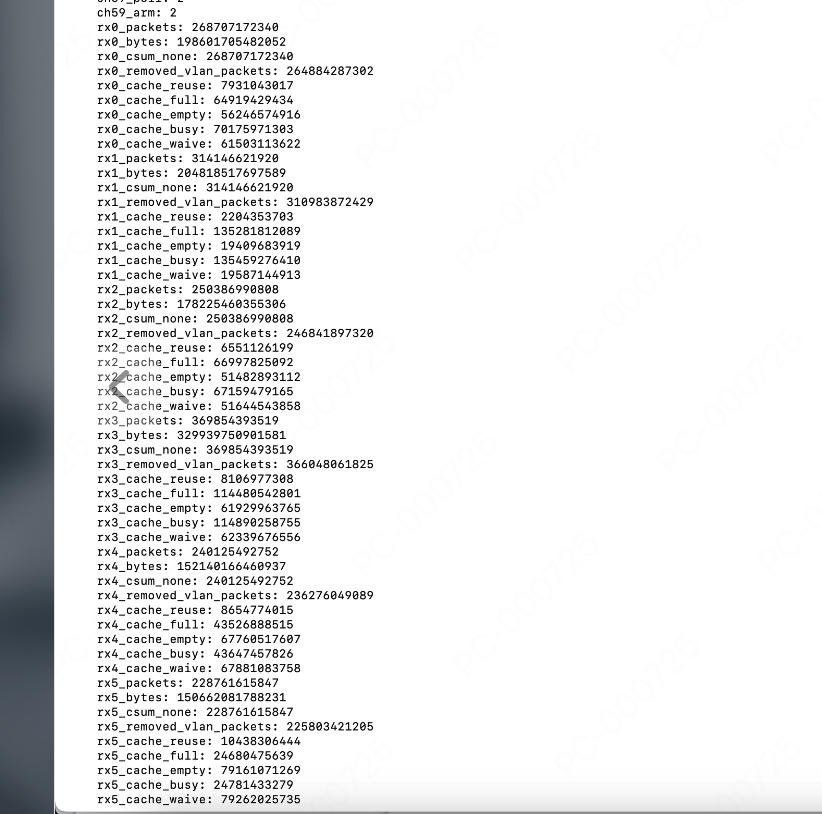 ch59_arm: 2
rx0_packets: 268707172340
rx0_bytes: 198601705482052
rx0_csum_none: 268707172340
rx0_removed_vlan_packets: 264884287302
rx0_cache_reuse: 7931043017
rx0_cache_full: 64919429434
rx0_cache_empty: 56246574916
rx0_cache_busy: 70175971303
rx0_cache_waive: 61503113622
rx1_packets: 314146621920
rx1_bytes: 204818517697589
rx1_csum_none: 314146621920
rx1_removed_vlan_packets: 310983872429
rx1_cache_reuse: 2204353703
rx1_cache_full: 135281812089
rx1_cache_empty: 19409683919
rx1_cache_busy: 135459276410
rx1_cache_waive: 19587144913
rx2_packets: 250386990808
rx2_bytes: 178225460355306
rx2_csum_none: 250386990808
rx2_removed_vlan_packets: 246841897320
rx2_cache_reuse: 6551126199
rx2_cache_full: 66997825092
rx2_cache_empty: 51482893112
rx2_cache_busy: 67159479165
rx2_cache_waive: 51644543858
rx3_packets: 369854393519
rx3_bytes: 329939750901581
rx3_csum_none: 369854393519
rx3_removed_vlan_packets: 366048061825
rx3_cache_reuse: 8106977308
rx3_cache_full: 114480542801
rx3_cache_empty: 61929963765
rx3_cache_busy: 114890258755
rx3_cache_waive: 62339676556
rx4_packets: 240125492752
rx4_bytes: 152140166460937
rx4_csum_none: 240125492752
rx4_removed_vlan_packets: 236276049089
rx4_cache_reuse: 8654774015
rx4_cache_full: 43526888515
rx4_cache_empty: 67760517607
rx4_cache_busy: 43647457826
rx4_cache_waive: 67881083758
rx5_packets: 228761615847
rx5_bytes: 150662081788231
rx5_csum_none: 228761615847
rx5_removed_vlan_packets: 225803421205
rx5_cache_reuse: 10438306444
rx5_cache_full: 24680475639
rx5_cache_empty: 79161071269
rx5_cache_busy: 24781433279
rx5_cache_waive: 79262025735